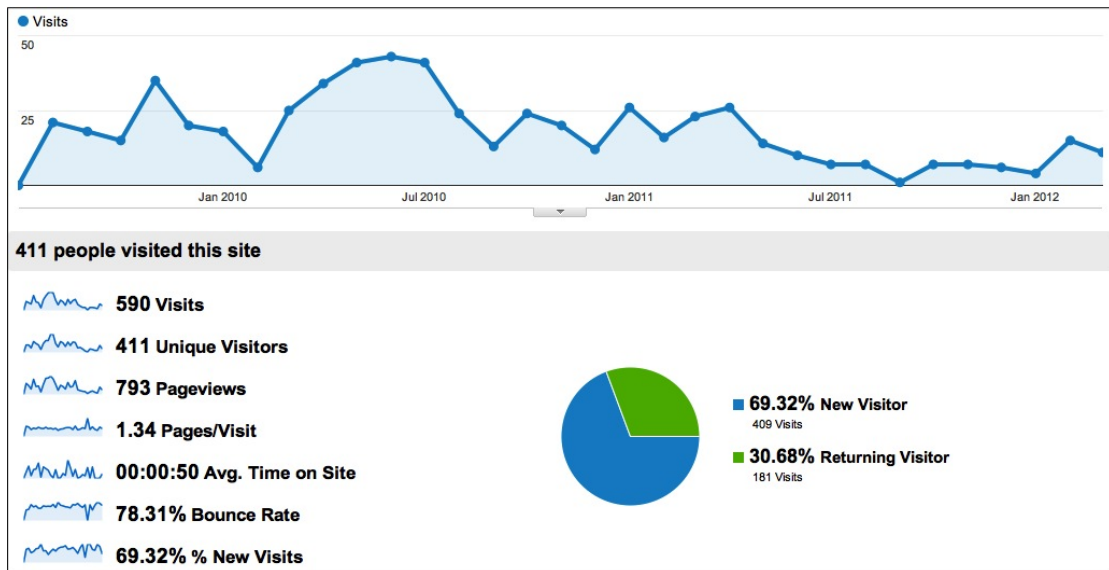 Visits
50
25
Jan 2010 Jul 2010 Jan 2011 Jul 2011 Jan 2012
411 people visited this site
590 Visits
411 Unique Visitors
793 Pageviews
1.34 Pages/Visit
00:00:50 Avg. Time on Site
78.31% Bounce Rate
69.32% % New Visits
69.32% New Visitor
409 Visits
30.68% Returning Visitor
181 Visits